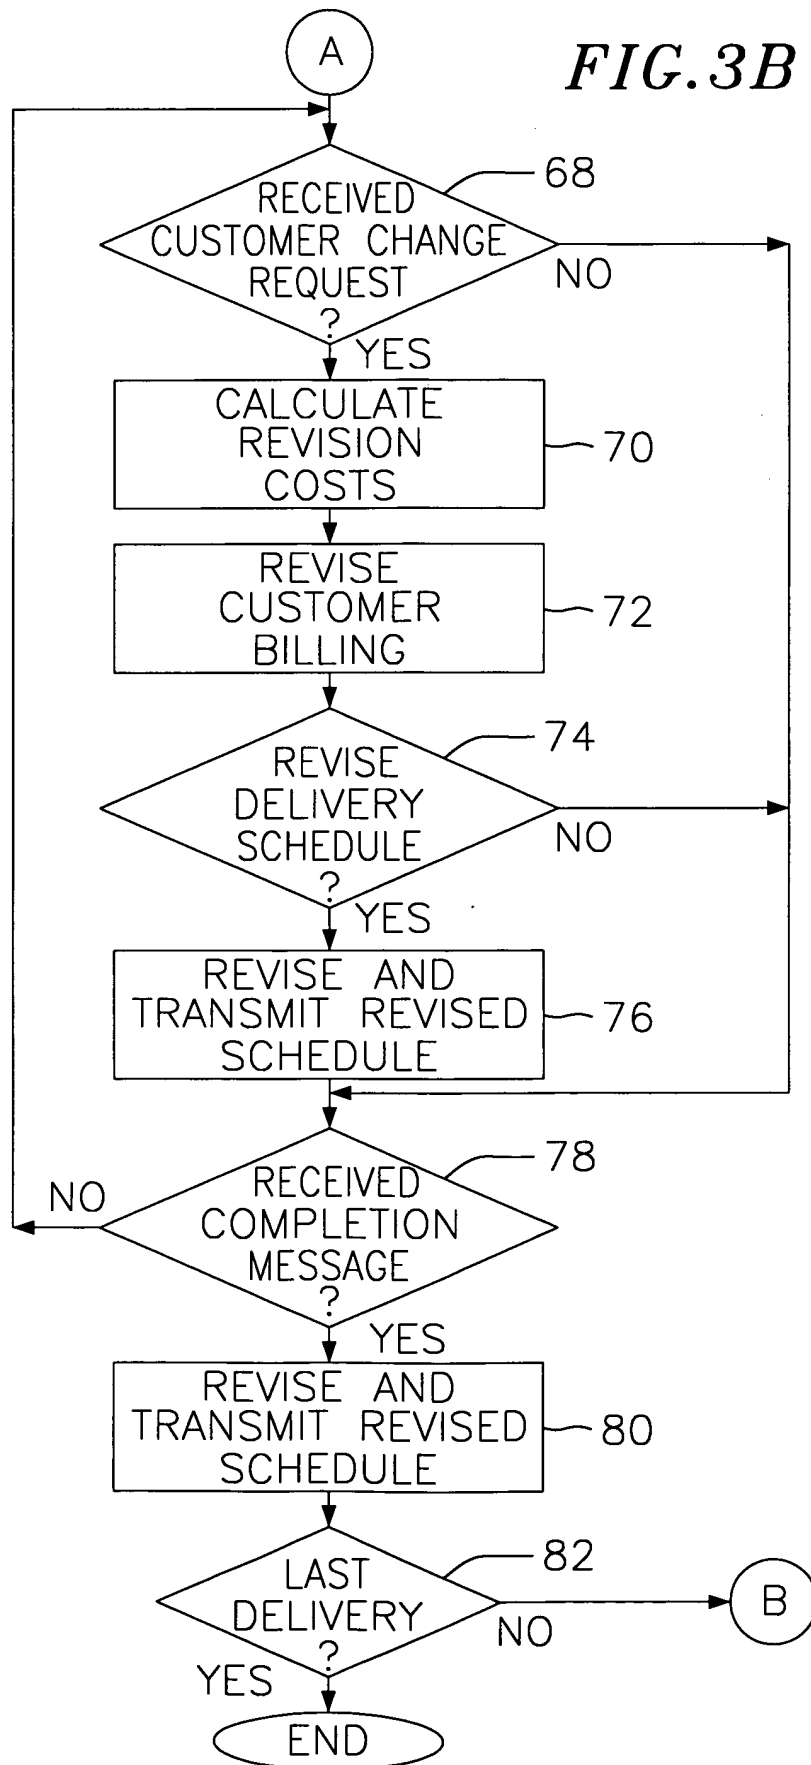 A
FIG.3B
68
RECEIVED
CUSTOMER CHANGE
REQUEST
?
NO
YES
CALCULATE
REVISION
COSTS
70
REVISE
CUSTOMER
BILLING
72
74
REVISE
DELIVERY
SCHEDULE
?
NO
YES
REVISE AND
TRANSMIT REVISED
SCHEDULE
76
78
RECEIVED
COMPLETION
MESSAGE
?
NO
YES
REVISE AND
TRANSMIT REVISED
SCHEDULE
80
82
LAST
DELIVERY
?
NO
B
YES
END